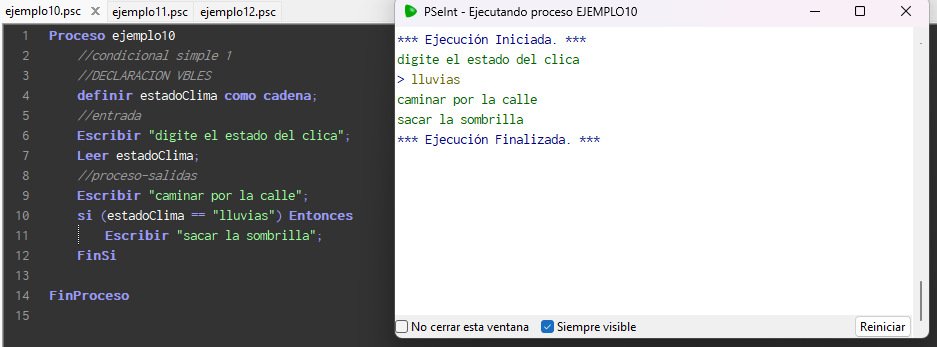 ejemplo10.psc X ejemplo11.psc ejemplo12.psc
1 Proceso ejemplo10
2 //condicional simple 1
3 //DECLARACION VBLES
4 definir estadoClima como cadena;
5 //entrada
6 Escribir "digite el estado del clica";
7 Leer estadoClima;
8 //proceso-salidas
9 Escribir "caminar por la calle";
10 si (estadoClima == "lluvias") Entonces
11 Escribir "sacar la sombrilla";
12 FinSi
13
14 FinProceso
15
PSeInt - Ejecutando proceso EJEMPLO10
*** Ejecución Iniciada. ***
digite el estado del clica
> lluvias
caminar por la calle
sacar la sombrilla
*** Ejecución Finalizada. ***
No cerrar esta ventana Siempre visible Reiniciar